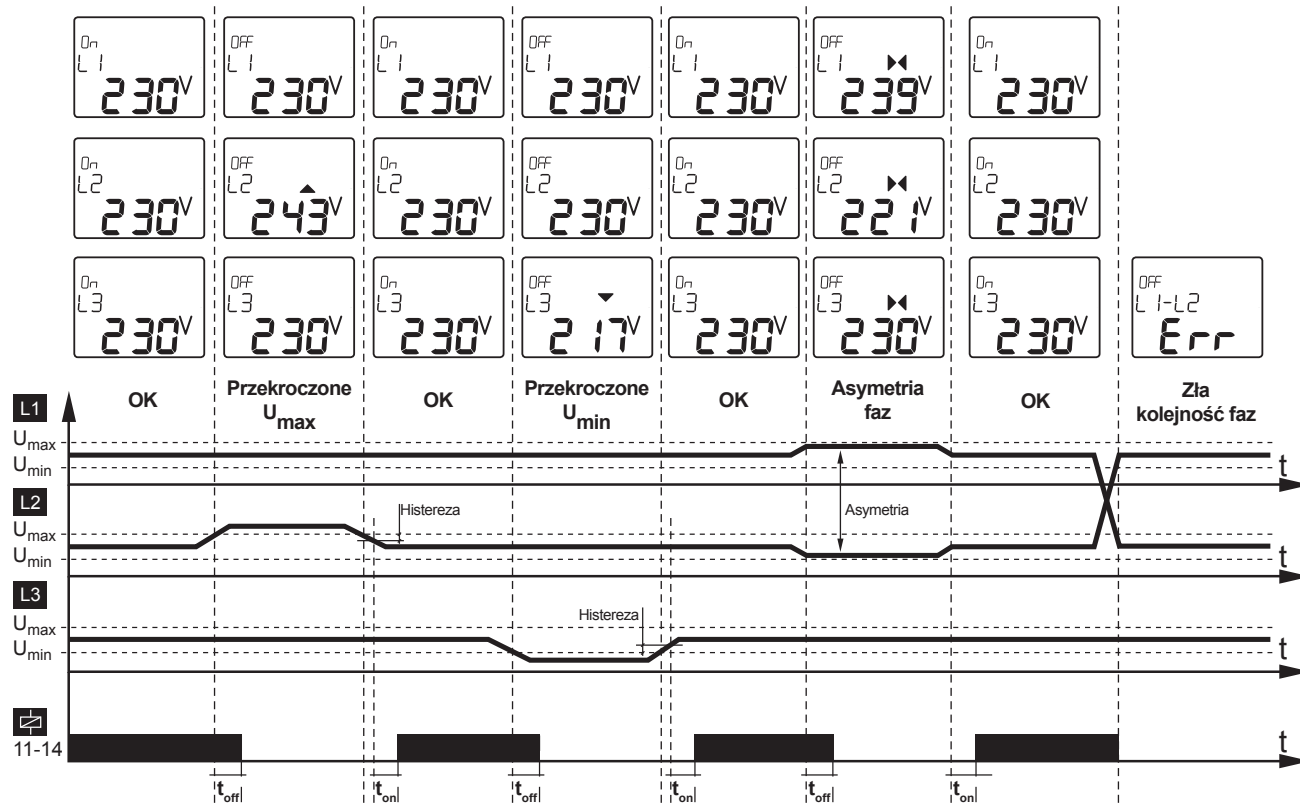 On OFF On OFF On OFF On
L1 L1 L1 L1 L1 L1 L1
230V 230V 230V 230V 230V 239V 230V
On OFF On OFF On OFF On
L2 L2 L2 L2 L2 L2 L2
230V 243V 230V 230V 230V 221V 230V
On OFF On OFF On OFF On OFF
L3 L3 L3 L3 L3 L3 L3 L1-L2
230V 230V 230V 217V 230V 230V 230V Err
OK Przekroczone Umax OK Przekroczone Umin OK Asymetria faz OK Zła kolejność faz
L1
Umax
Umin
t
L2
Histereza
Asymetria
Umax
Umin
t
L3
Histereza
Umax
Umin
t
11-14
t
toff ton toff ton toff ton